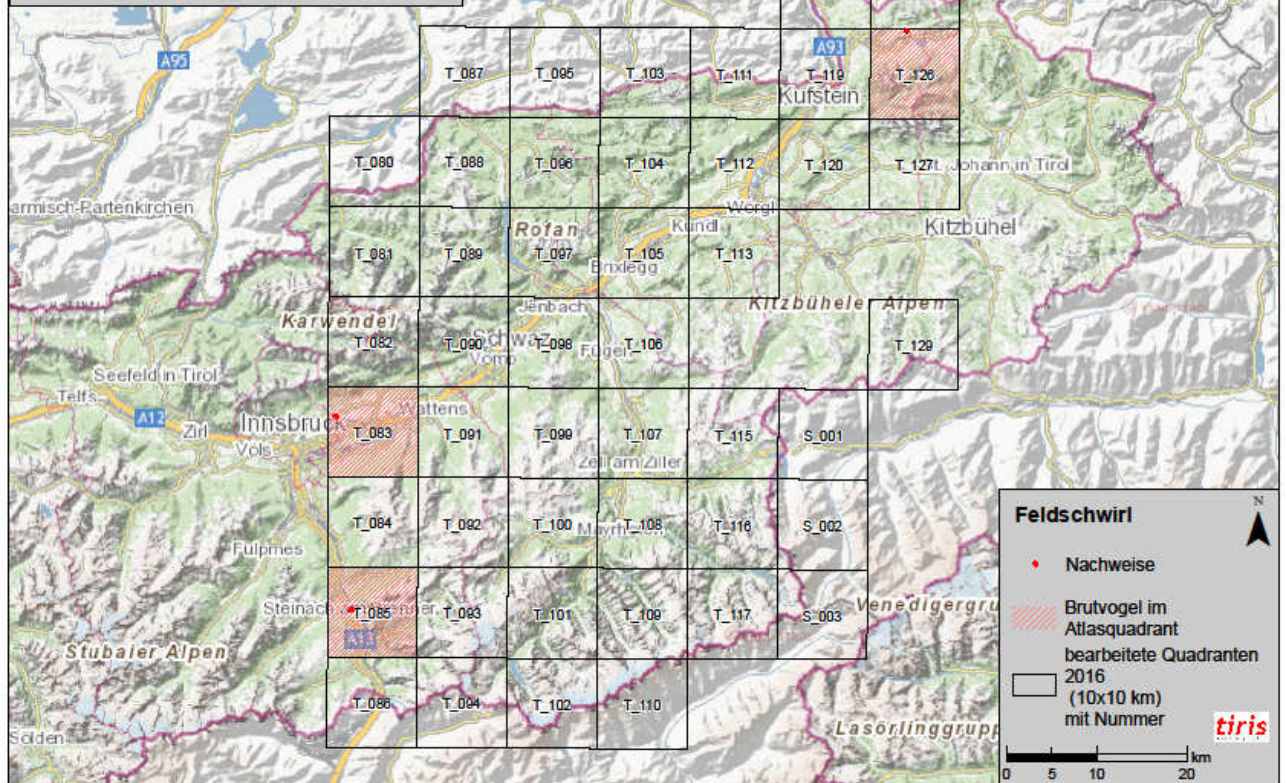 A95
A93
T_087 T_095 T_103 T_111 T_119 T_126
Kufstein
T_080 T_088 T_096 T_104 T_112 T_120 T_127 t. Johann in Tirol
armisch-Partenkirchen
Wörgl
Rofan
Kundl
Kitzbühel
T_081 T_089 T_097 T_105 T_113
Brixlegg
Jenbach
Kitzbüheler Alpen
Karwendel
Schwaz
T_082 T_090 T_098 T_106 T_129
Vomp
Fügen
Seefeld in Tirol
Telfs
A12
Zirl
Innsbruck
Wattens
T_083 T_091 T_099 T_107 T_115 S_001
Völs
Zell am Ziller
T_084 T_092 T_100 T_108 T_116 S_002
Mayrhofen
Fulpmes
Steinach
T_085 T_093 T_101 T_109 T_117 S_003
Venedigergru
A13
Stubaier Alpen
T_086 T_094 T_102 T_110
Sölden
Lasörlinggrupp
Feldschwirl
N
Nachweise
Brutvogel im
Atlasquadrant
bearbeitete Quadranten
2016
(10x10 km)
mit Nummer
tiris
km
0 5 10 20